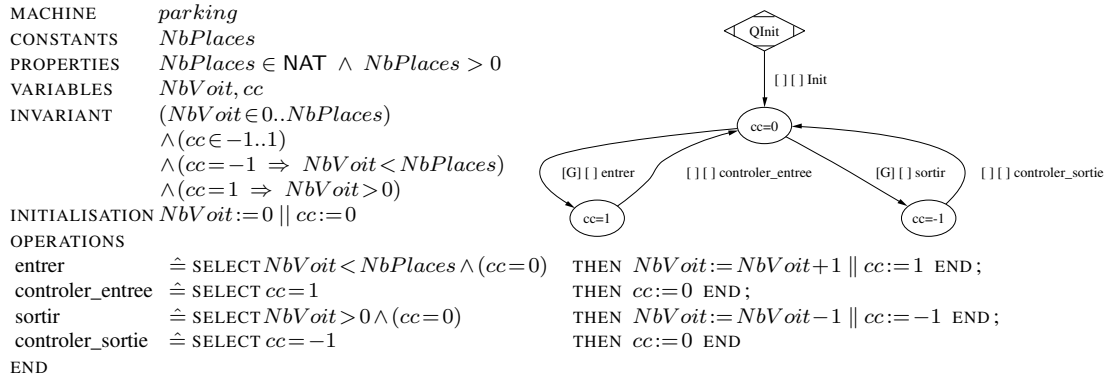 MACHINE parking
CONSTANTS NbPlaces
PROPERTIES NbPlaces ∈ NAT ∧ NbPlaces > 0
VARIABLES NbVoit, cc
INVARIANT (NbVoit∈0..NbPlaces)
∧(cc∈−1..1)
∧(cc=−1 ⇒ NbVoit<NbPlaces)
∧(cc=1 ⇒ NbVoit>0)
INITIALISATION NbVoit:=0 || cc:=0
OPERATIONS
entrer ≙ SELECT NbVoit<NbPlaces∧(cc=0) THEN NbVoit:=NbVoit+1 ‖ cc:=1 END;
controler_entree ≙ SELECT cc=1 THEN cc:=0 END;
sortir ≙ SELECT NbVoit>0∧(cc=0) THEN NbVoit:=NbVoit−1 ‖ cc:=−1 END;
controler_sortie ≙ SELECT cc=−1 THEN cc:=0 END
END
QInit
[ ] [ ] Init
cc=0
[G] [ ] entrer [ ] [ ] controler_entree [G] [ ] sortir [ ] [ ] controler_sortie
cc=1 cc=-1